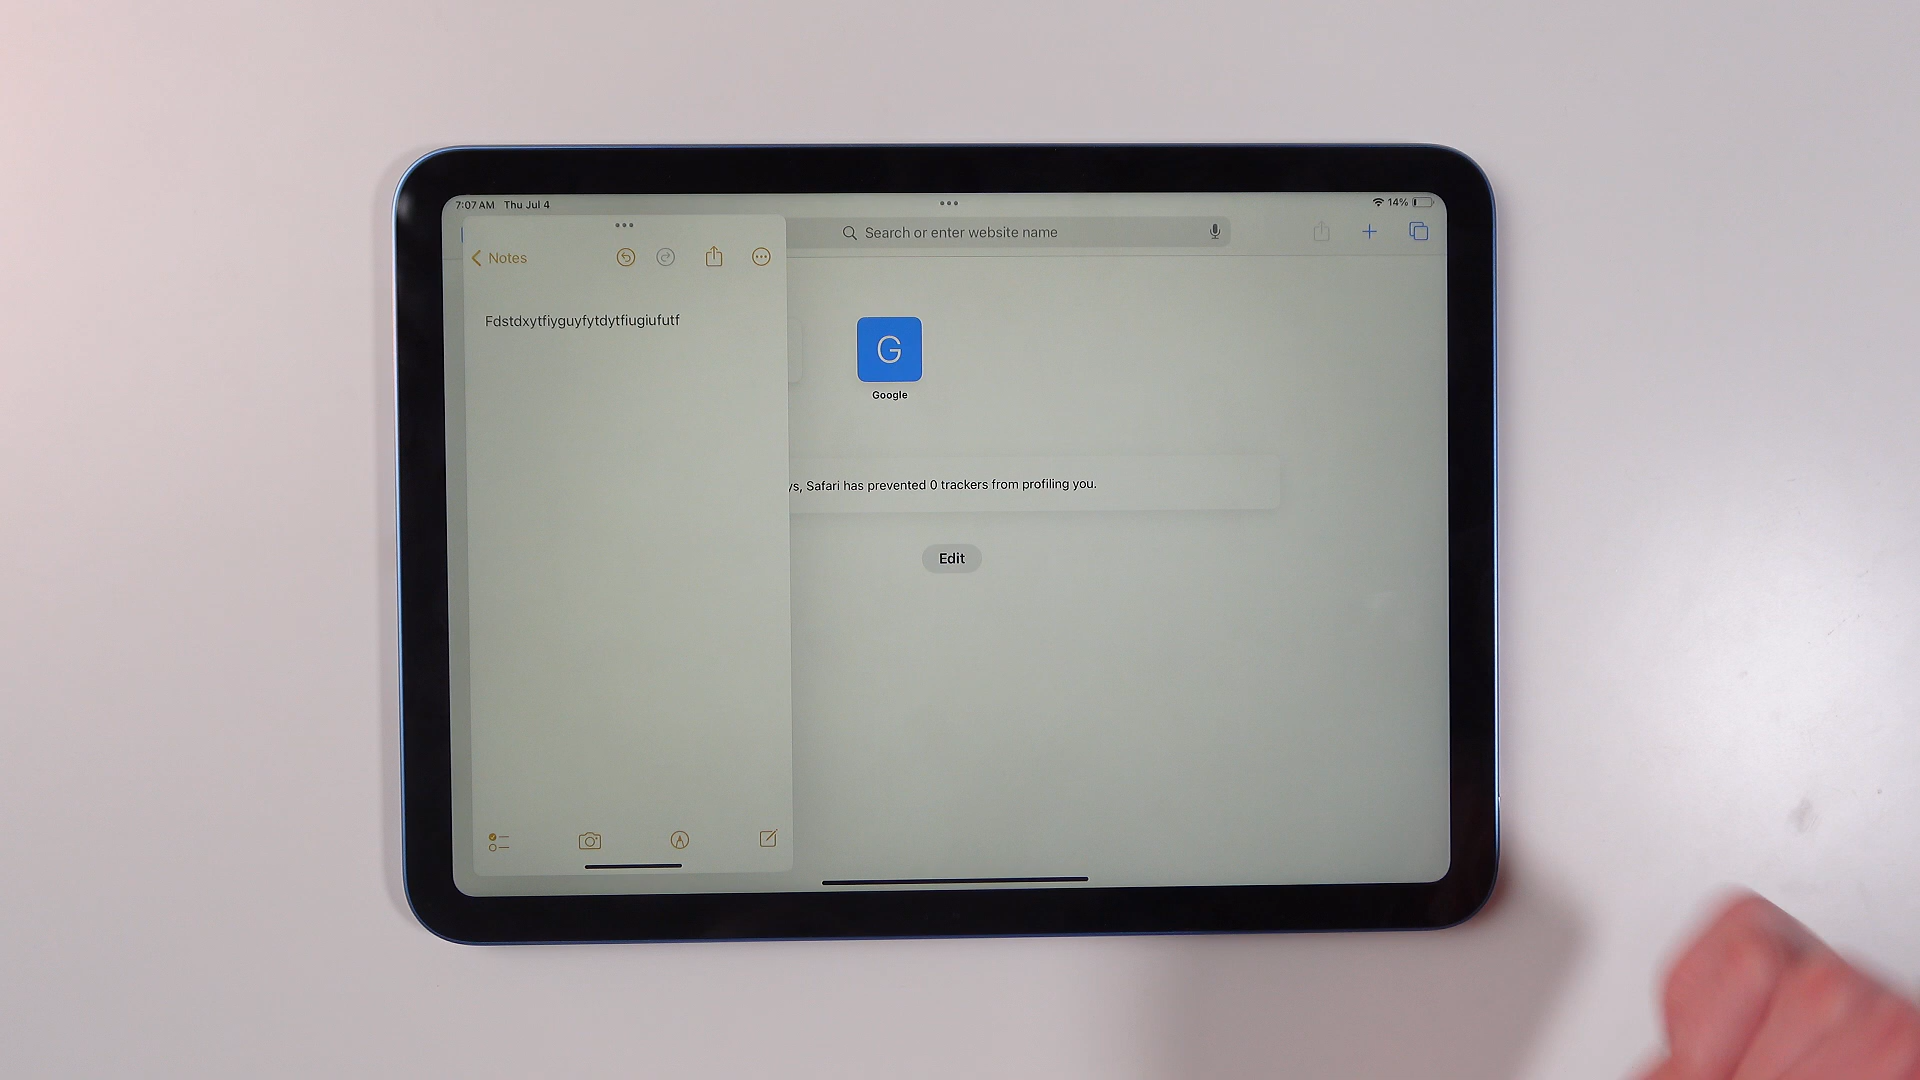 7:07 AM Thu Jul 4
14%
Notes
Search or enter website name
Fdstdxytfiyguyfytdytfiugiufutf
G
Google
ys, Safari has prevented 0 trackers from profiling you.
Edit